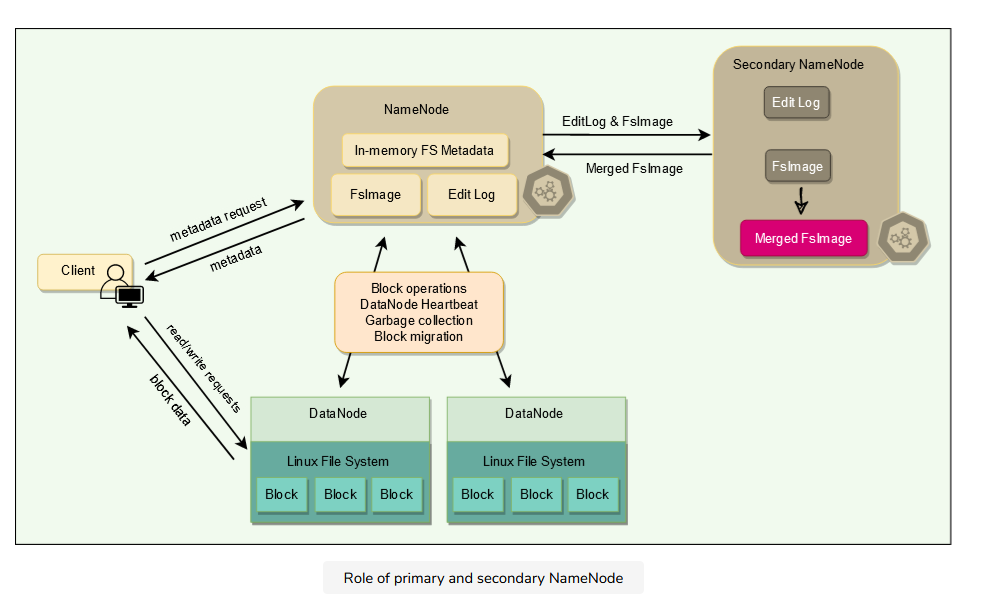 Secondary NameNode
Edit Log
FsImage
Merged FsImage
NameNode
In-memory FS Metadata
FsImage
Edit Log
EditLog & FsImage
Merged FsImage
metadata request
metadata
Client
Block operations
DataNode Heartbeat
Garbage collection
Block migration
read/write requests
block data
DataNode
Linux File System
Block
Block
Block
DataNode
Linux File System
Block
Block
Block
Role of primary and secondary NameNode